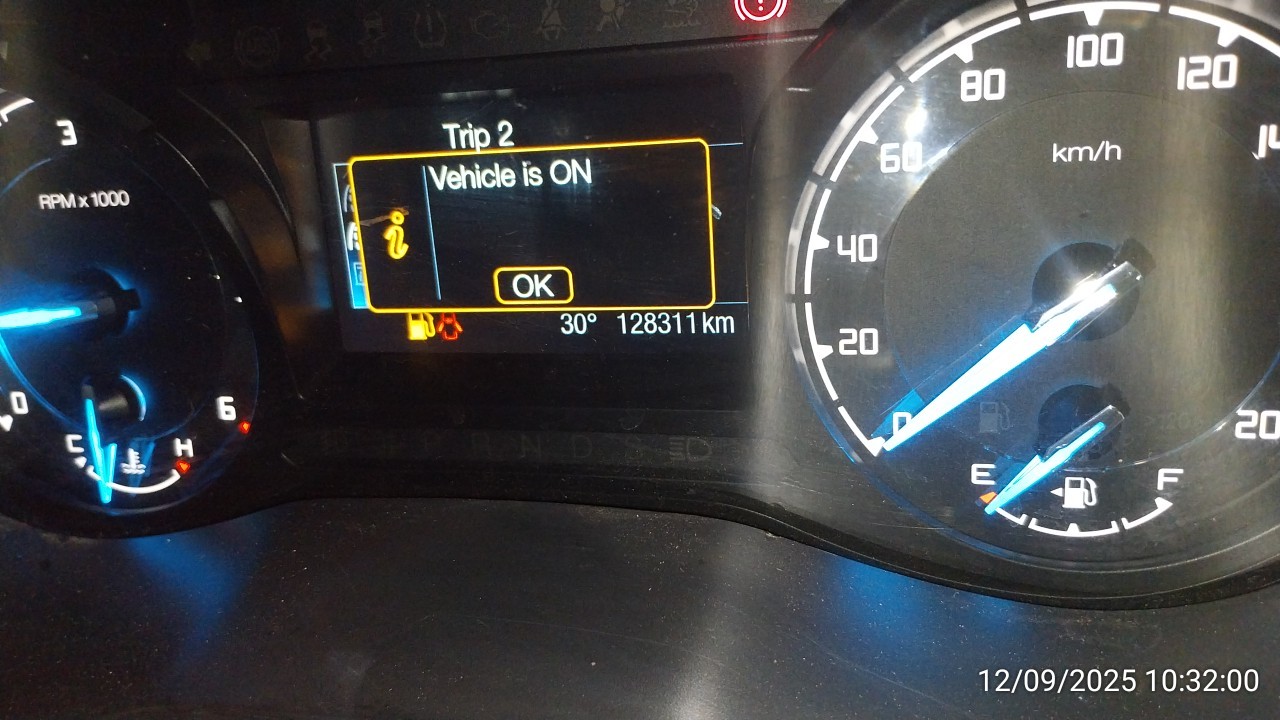 Trip 2
Vehicle is ON
OK
30° 128311 km
3
RPM x 1000
0
6
C
H
N D
0
20
40
60
80
100
120
km/h
E
F
12/09/2025 10:32:00